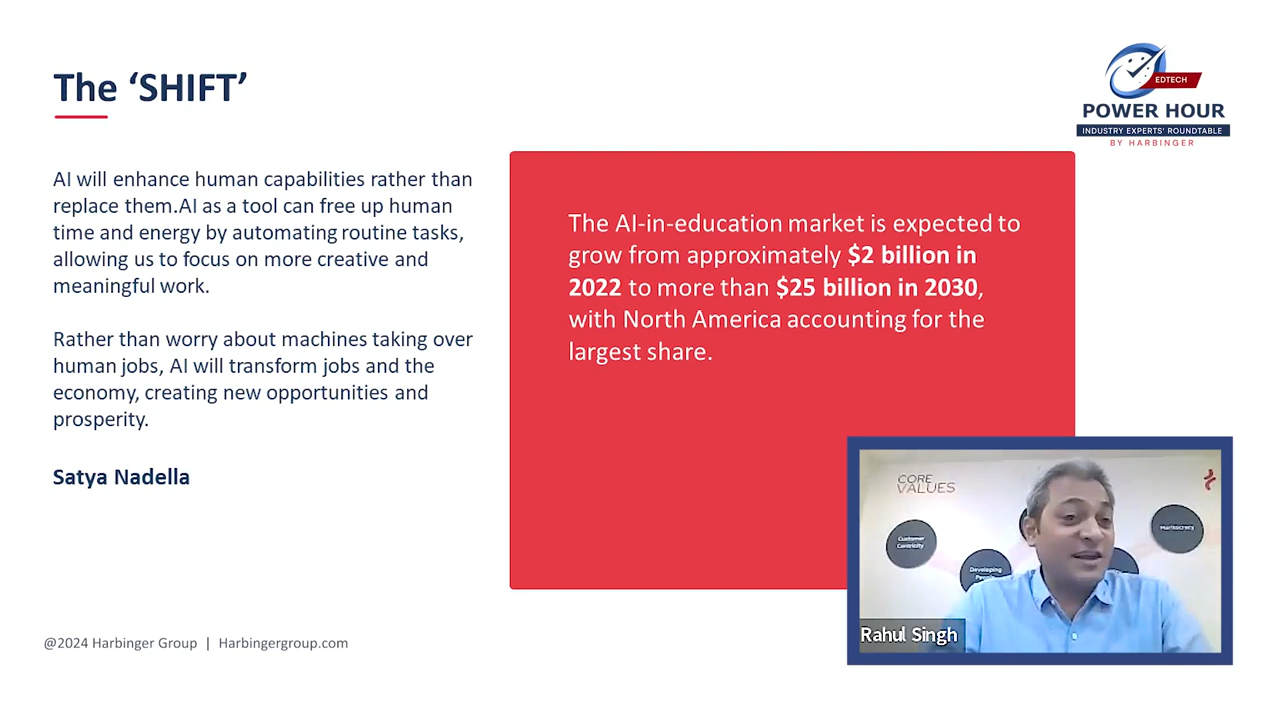 The ‘SHIFT’
EDTECH
POWER HOUR
INDUSTRY EXPERTS' ROUNDTABLE
BY HARBINGER
AI will enhance human capabilities rather than
replace them.AI as a tool can free up human
time and energy by automating routine tasks,
allowing us to focus on more creative and
meaningful work.
Rather than worry about machines taking over
human jobs, AI will transform jobs and the
economy, creating new opportunities and
prosperity.
Satya Nadella
The AI-in-education market is expected to
grow from approximately $2 billion in
2022 to more than $25 billion in 2030,
with North America accounting for the
largest share.
CORE
VALUES
Customer
Centricity
Developing
Meritocracy
Rahul Singh
@2024 Harbinger Group | Harbingergroup.com